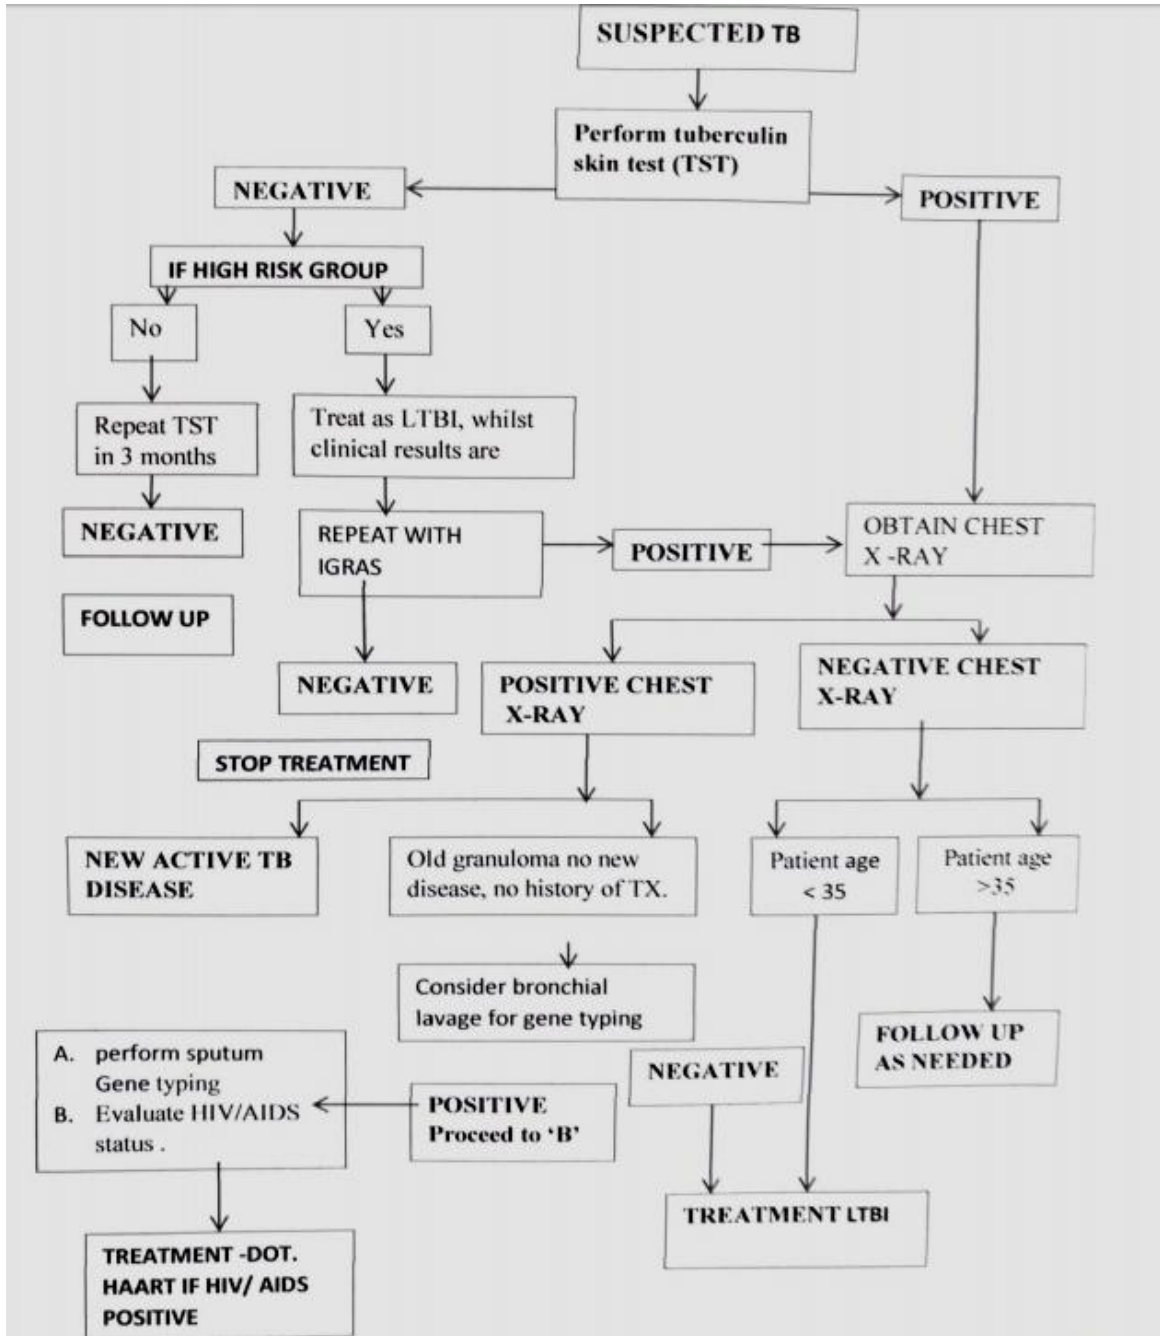 SUSPECTED TB
Perform tuberculin
skin test (TST)
NEGATIVE
POSITIVE
IF HIGH RISK GROUP
No
Yes
Repeat TST
in 3 months
Treat as LTBI, whilst
clinical results are
NEGATIVE
REPEAT WITH
IGRAS
POSITIVE
OBTAIN CHEST
X -RAY
FOLLOW UP
NEGATIVE
POSITIVE CHEST
X-RAY
NEGATIVE CHEST
X-RAY
STOP TREATMENT
NEW ACTIVE TB
DISEASE
Old granuloma no new
disease, no history of TX.
Patient age
< 35
Patient age
>35
Consider bronchial
lavage for gene typing
FOLLOW UP
AS NEEDED
A. perform sputum
Gene typing
B. Evaluate HIV/AIDS
status .
POSITIVE
Proceed to ‘B’
NEGATIVE
TREATMENT LTBI
TREATMENT -DOT.
HAART IF HIV/ AIDS
POSITIVE